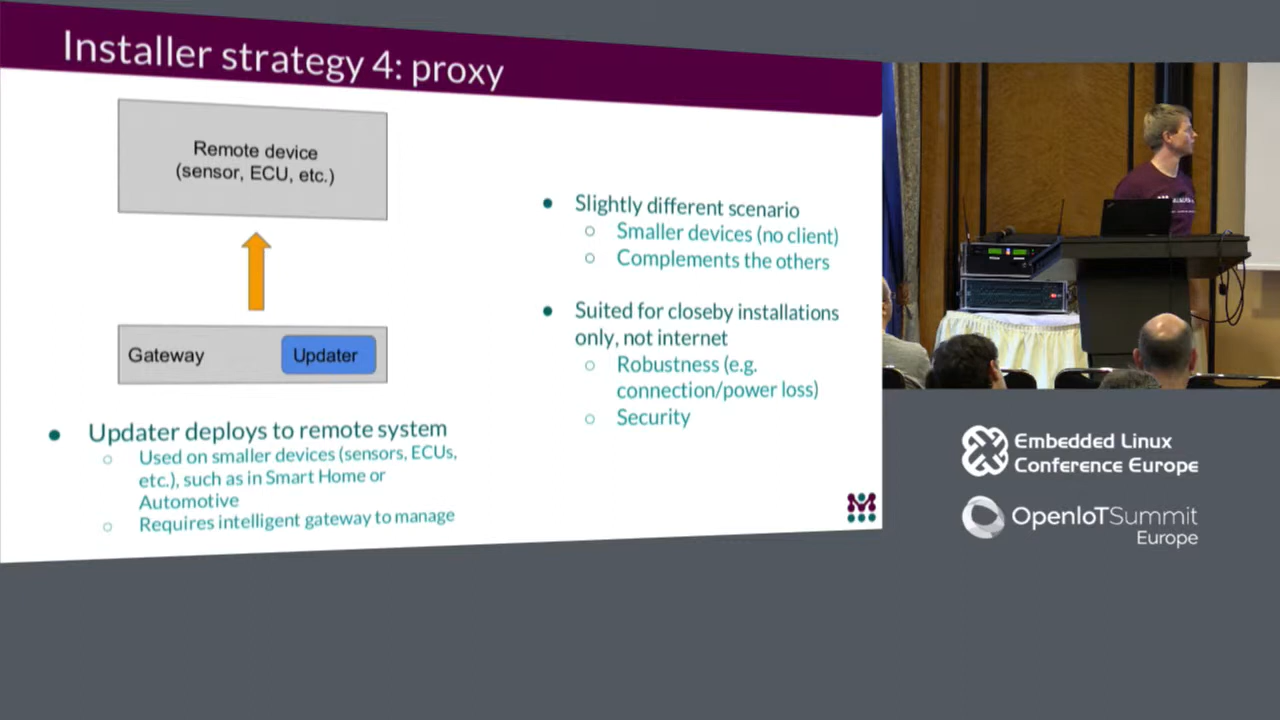 Installer strategy 4: proxy
Remote device
(sensor, ECU, etc.)
Gateway
Updater
● Updater deploys to remote system
○ Used on smaller devices (sensors, ECUs,
etc.), such as in Smart Home or
Automotive
○ Requires intelligent gateway to manage
● Slightly different scenario
○ Smaller devices (no client)
○ Complements the others
● Suited for closeby installations
only, not internet
○ Robustness (e.g.
connection/power loss)
○ Security
Embedded Linux
Conference Europe
OpenIoTSummit
Europe